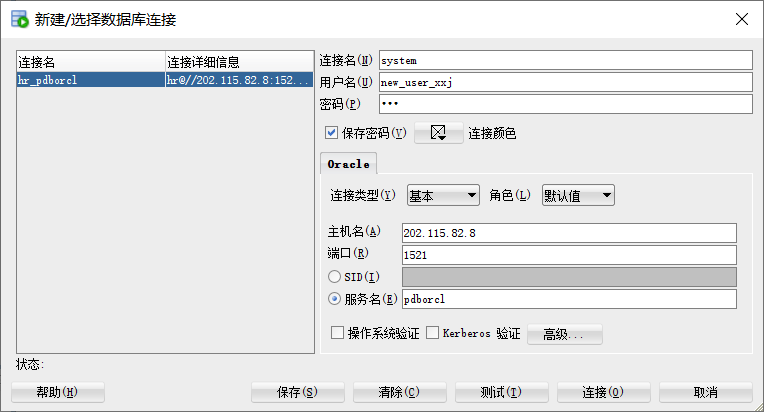 新建/选择数据库连接
连接名 连接详细信息
hr_pdborcl hr@//202.115.82.8:152...
连接名(N) system
用户名(U) new_user_xxj
密码(P) •••
保存密码(V) 连接颜色
Oracle
连接类型(Y) 基本 角色(L) 默认值
主机名(A) 202.115.82.8
端口(R) 1521
SID(I)
服务名(E) pdborcl
操作系统验证 Kerberos 验证 高级...
状态:
帮助(H) 保存(S) 清除(C) 测试(T) 连接(O) 取消